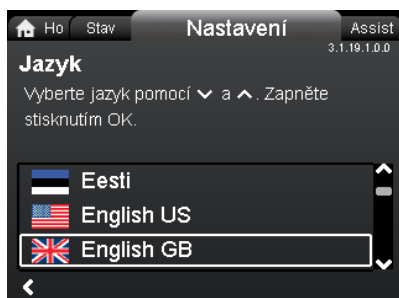 Ho Stav Nastavení Assist
3.1.19.1.0.0
Jazyk
Vyberte jazyk pomocí ⌄ a ⌃. Zapněte
stisknutím OK.
Eesti
English US
English GB